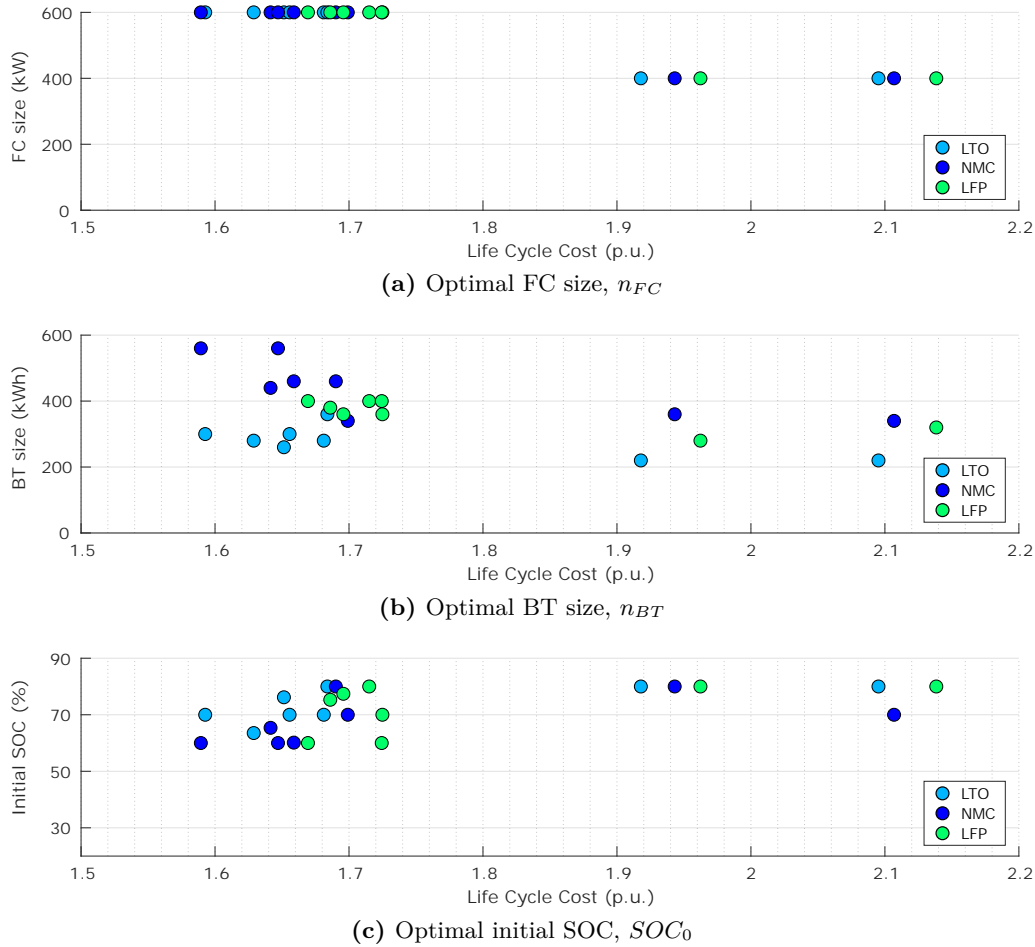 600
400
200
0
FC size (kW)
LTO
NMC
LFP
1.5 1.6 1.7 1.8 1.9 2 2.1 2.2
Life Cycle Cost (p.u.)
(a) Optimal FC size, n_{FC}
600
400
200
0
BT size (kWh)
LTO
NMC
LFP
1.5 1.6 1.7 1.8 1.9 2 2.1 2.2
Life Cycle Cost (p.u.)
(b) Optimal BT size, n_{BT}
90
70
50
30
Initial SOC (%)
LTO
NMC
LFP
1.5 1.6 1.7 1.8 1.9 2 2.1 2.2
Life Cycle Cost (p.u.)
(c) Optimal initial SOC, SOC_0